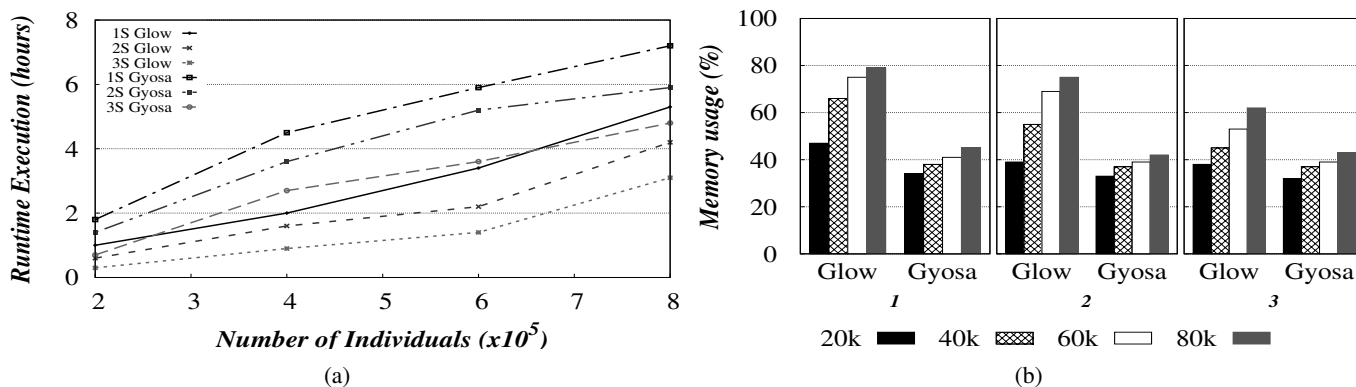 8
6
4
2
0
Runtime Execution (hours)
1S Glow
2S Glow
3S Glow
1S Gyosa
2S Gyosa
3S Gyosa
2 3 4 5 6 7 8
Number of Individuals (x10^5)
(a)
100
80
60
40
20
0
Memory usage (%)
Glow Gyosa Glow Gyosa Glow Gyosa
1 2 3
20k 40k 60k 80k
(b)